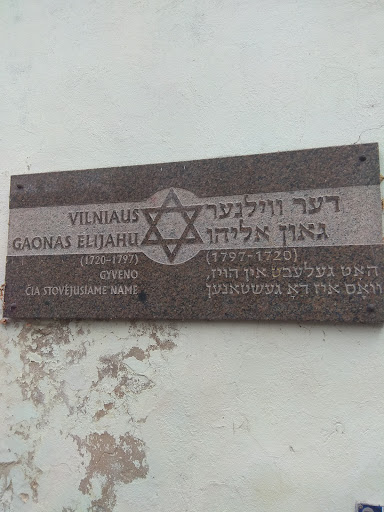 VILNIAUS
GAONAS ELIJAHU
(1720-1797)
GYVENO
ČIA STOVĖJUSIAME NAME
דער ווילנער
גאון אליהו
(1797-1720)
האט געלעבט אין הויז,
וואס איז דא געשטאנען